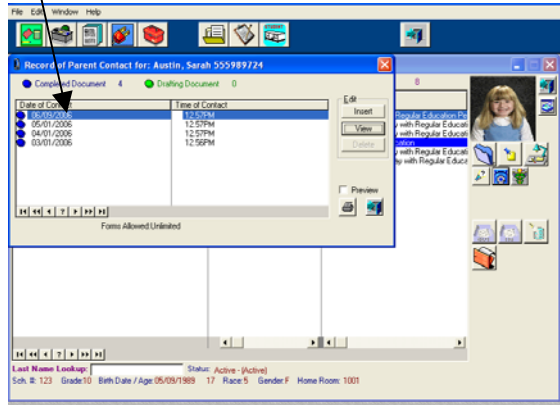 File Edit Window Help
Record of Parent Contact for: Austin, Sarah 555989724
Completed Document 4 Drafting Document 0
8
Date of Contact Time of Contact
06/09/2006 12:57PM
05/01/2006 12:57PM
04/01/2006 12:57PM
03/01/2006 12:56PM
Edit
Insert
View
Delete
Preview
Forms Allowed:Unlimited
Regular Education
with Regular Educati
with Regular Educati
with Regular Educa
Last Name Lookup: Status: Active - (Active)
Sch. #: 123 Grade:10 Birth Date / Age:05/09/1989 17 Race:5 Gender:F Home Room: 1001